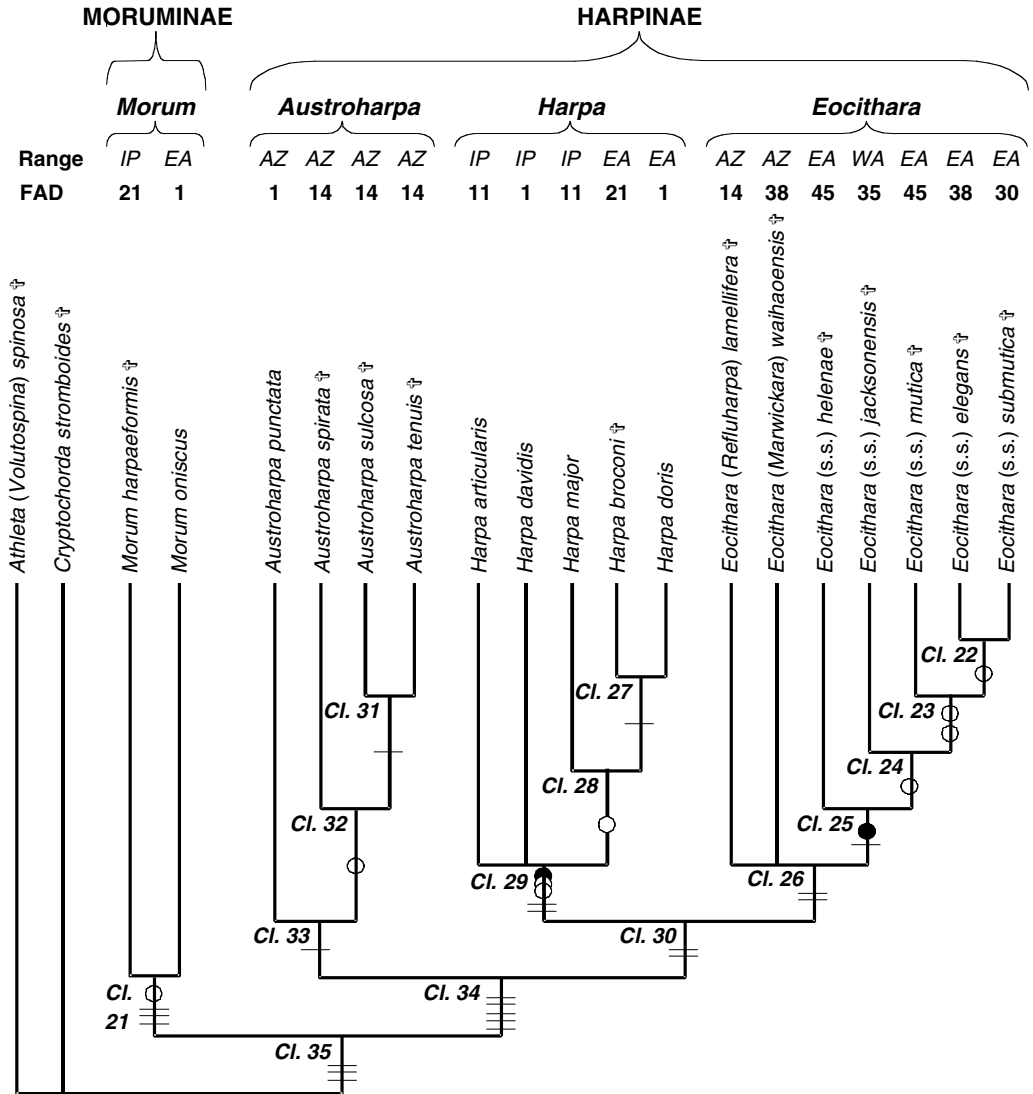 MORUMINAE HARPINAE
Morum Austroharpa Harpa Eocithara
Range IP EA AZ AZ AZ AZ IP IP IP EA EA AZ AZ EA WA EA EA EA
FAD 21 1 1 14 14 14 11 1 11 21 1 14 38 45 35 45 38 30
Athleta (Volutospina) spinosa ✞
Cryptochorda stromboides ✞
Morum harpaeformis ✞
Morum oniscus
Austroharpa punctata
Austroharpa spirata ✞
Austroharpa sulcosa ✞
Austroharpa tenuis ✞
Harpa articularis
Harpa davidis
Harpa major
Harpa broconi ✞
Harpa doris
Eocithara (Refluharpa) lamellifera ✞
Eocithara (Marwickara) waihaoensis ✞
Eocithara (s.s.) helenae ✞
Eocithara (s.s.) jacksonensis ✞
Eocithara (s.s.) mutica ✞
Eocithara (s.s.) elegans ✞
Eocithara (s.s.) submutica ✞
Cl. 22
Cl. 27
Cl. 31 Cl. 23
Cl. 24
Cl. 28
Cl. 32 Cl. 25
Cl. 29 Cl. 26
Cl. 33 Cl. 30
Cl. 34
Cl.
21
Cl. 35